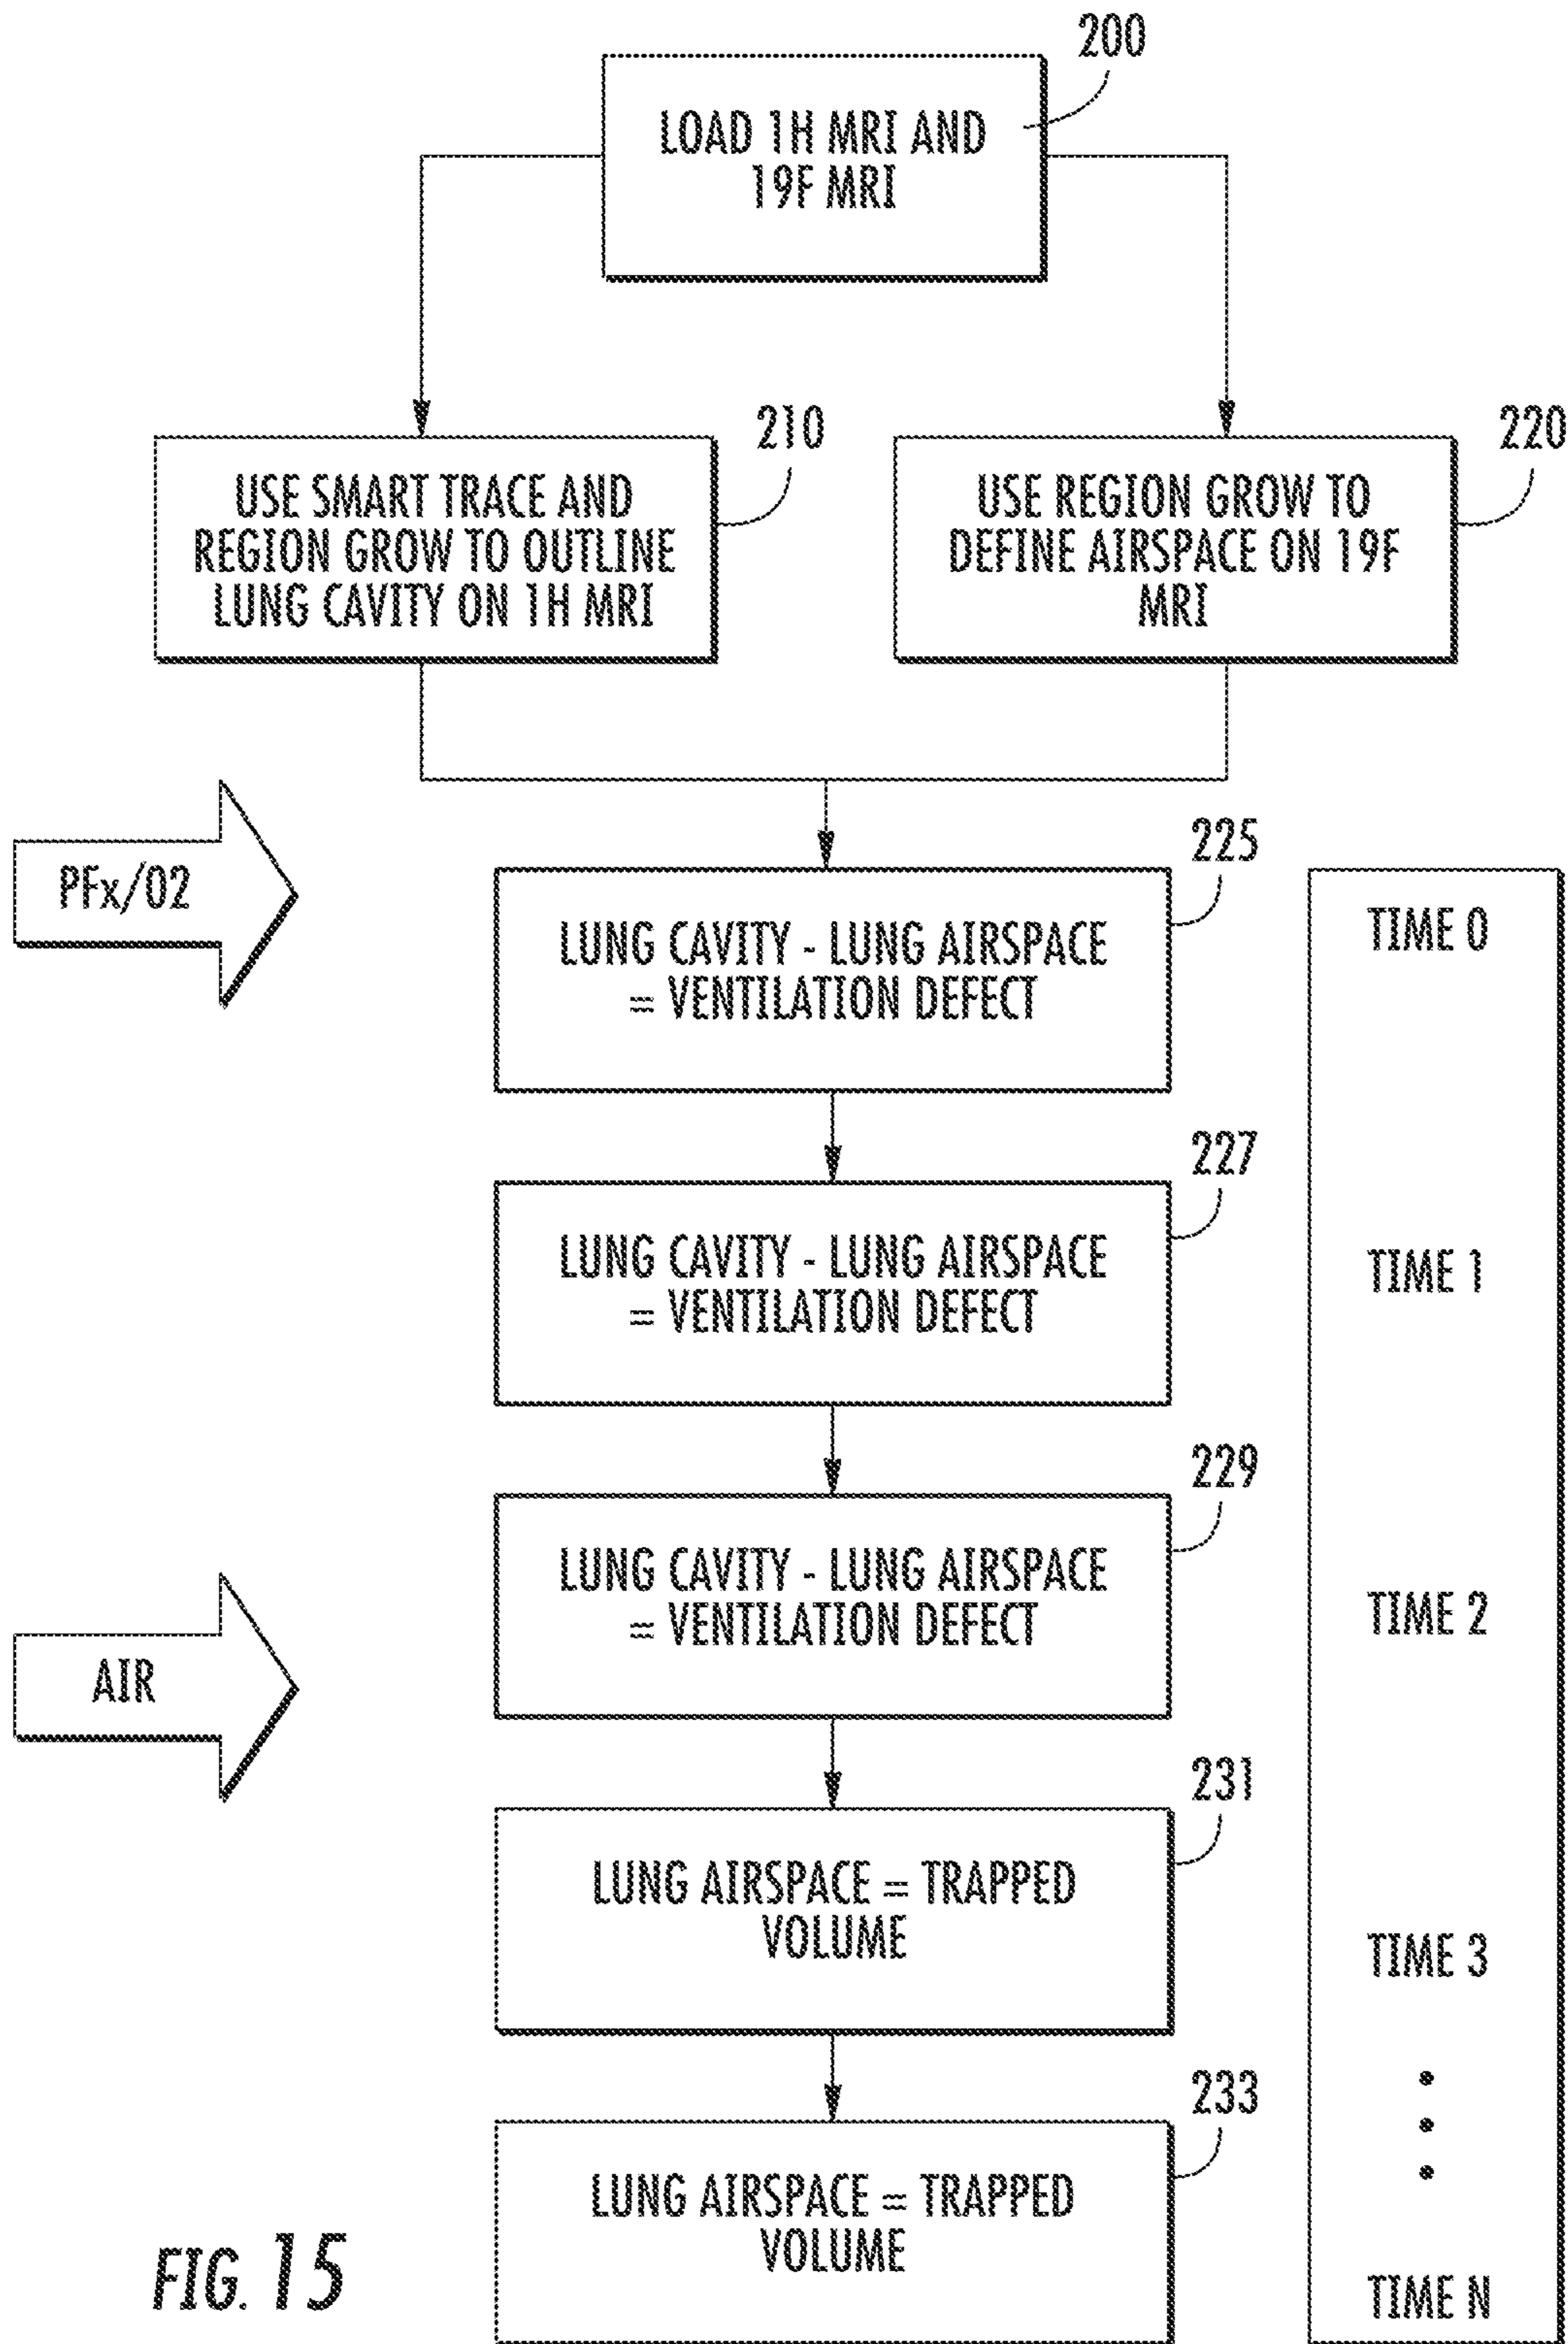 200
LOAD 1H MRI AND
19F MRI
210
USE SMART TRACE AND
REGION GROW TO OUTLINE
LUNG CAVITY ON 1H MRI
220
USE REGION GROW TO
DEFINE AIRSPACE ON 19F
MRI
PFx/O2
225
LUNG CAVITY - LUNG AIRSPACE
= VENTILATION DEFECT
TIME 0
227
LUNG CAVITY - LUNG AIRSPACE
= VENTILATION DEFECT
TIME 1
229
LUNG CAVITY - LUNG AIRSPACE
= VENTILATION DEFECT
TIME 2
AIR
231
LUNG AIRSPACE = TRAPPED
VOLUME
TIME 3
233
LUNG AIRSPACE = TRAPPED
VOLUME
TIME N
FIG. 15